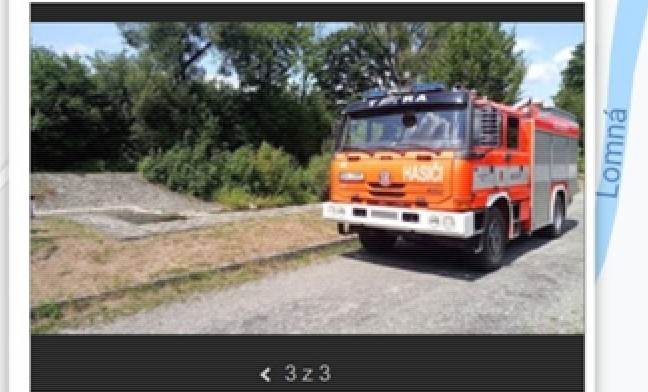 TATRA
HASIČI
Lomná
3 z 3